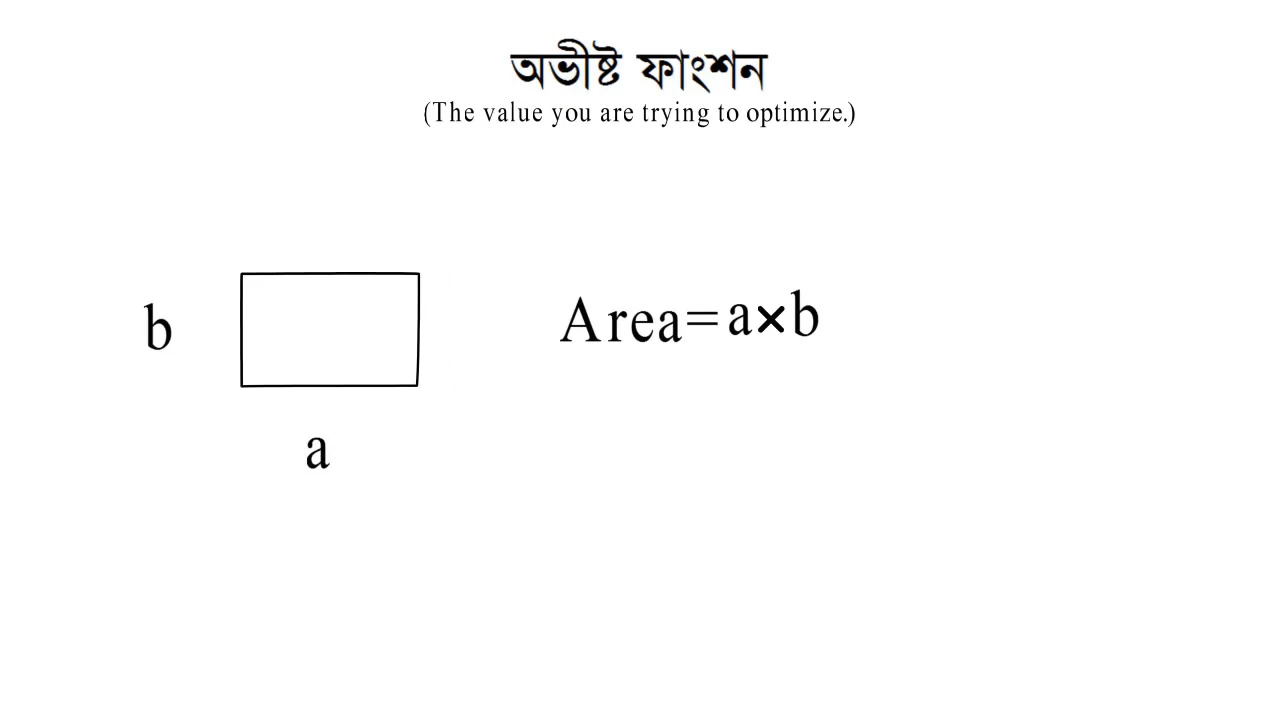 অভীষ্ট ফাংশন
(The value you are trying to optimize.)
b
Area=a×b
a